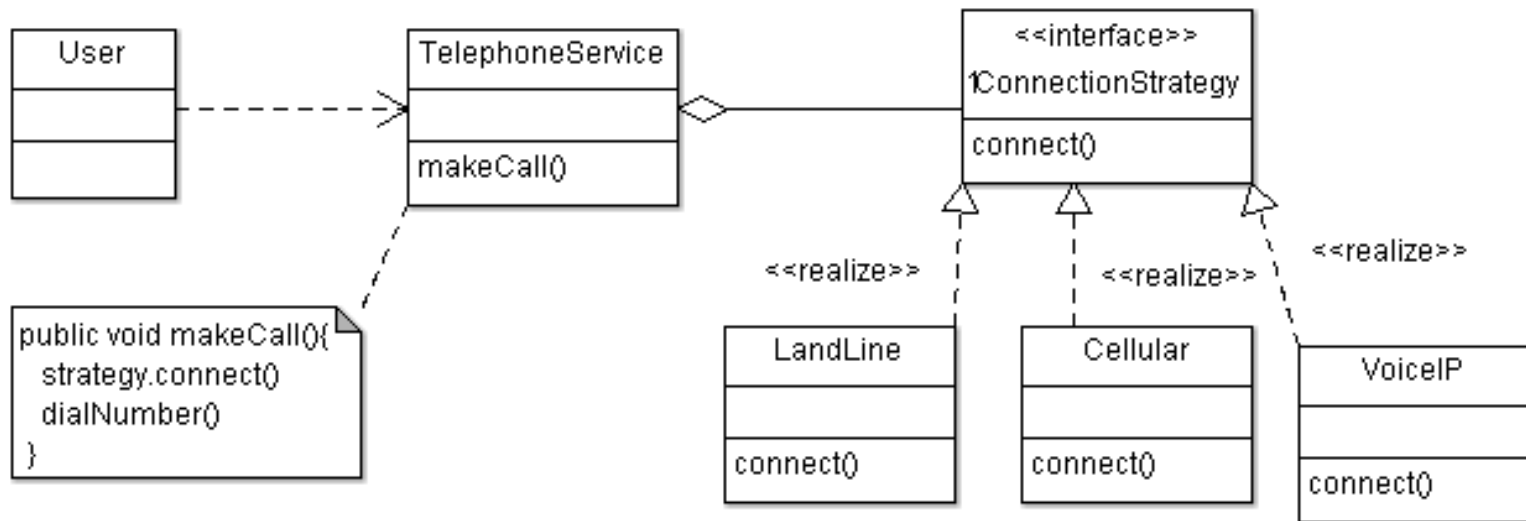 User
TelephoneService
makeCall()
<<interface>>
1ConnectionStrategy
connect()
public void makeCall(){
strategy.connect()
dialNumber()
}
<<realize>>
<<realize>>
<<realize>>
LandLine
connect()
Cellular
connect()
VoiceIP
connect()